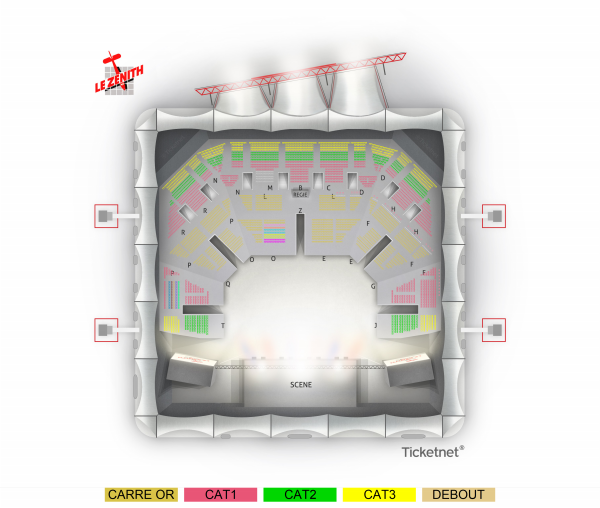 LE ZENITH
N
M
B
C
D
N
L
REGIE
L
D
R
R
P
Z
F
H
H
P
O
O
E
E
F
F
P
Q
G
T
J
SCENE
Ticketnet®
CARRE OR CAT1 CAT2 CAT3 DEBOUT